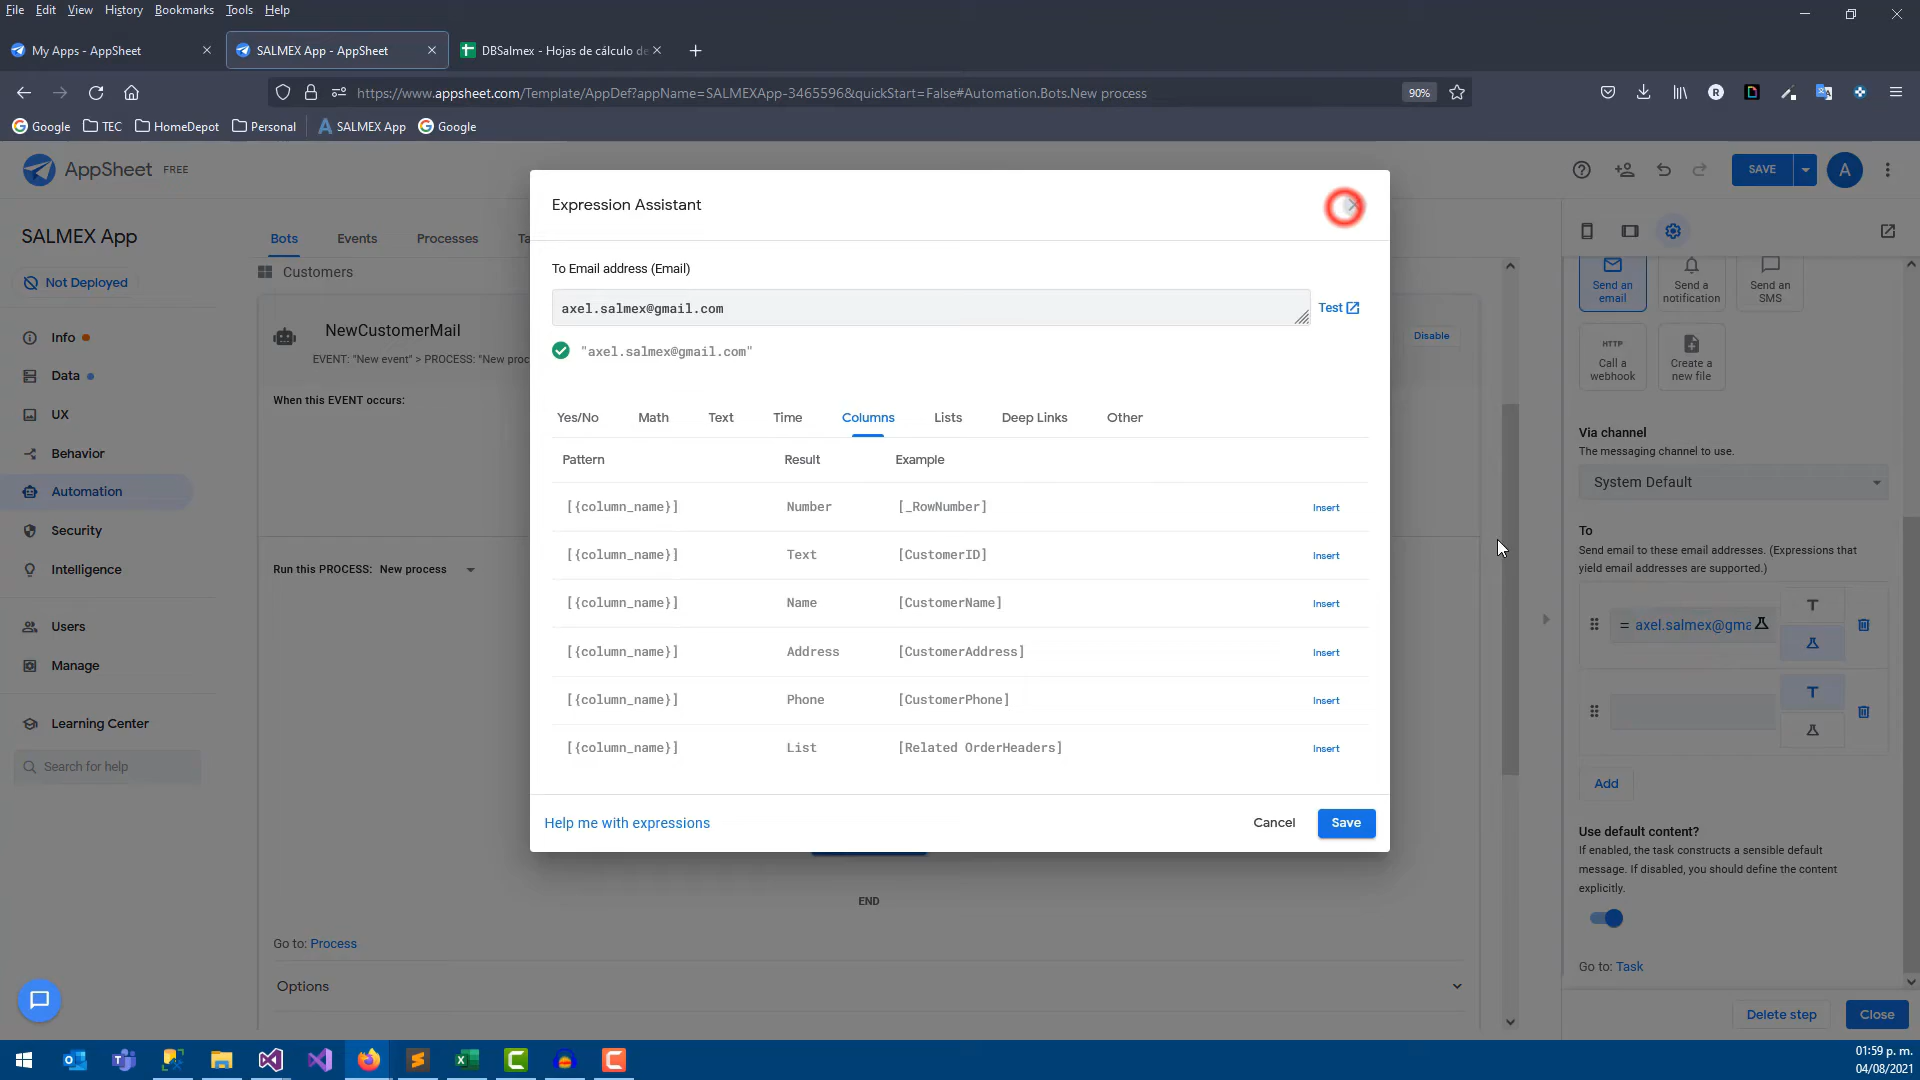 File Edit View History Bookmarks Tools Help
My Apps - AppSheet
SALMEX App - AppSheet
DBSalmex - Hojas de cálculo de
https://www.appsheet.com/Template/AppDef?appName=SALMEXApp-3465596&quickStart=False#Automation.Bots.New process
90%
Google TEC HomeDepot Personal SALMEX App Google
AppSheet FREE
SAVE
A
SALMEX App
Not Deployed
Info
Data
UX
Behavior
Automation
Security
Intelligence
Users
Manage
Learning Center
Search for help
Bots Events Processes Ta
Customers
NewCustomerMail
EVENT: "New event" > PROCESS: "New proc
Disable
When this EVENT occurs:
Run this PROCESS: New process
END
Go to: Process
Options
Expression Assistant
To Email address (Email)
axel.salmex@gmail.com
Test
"axel.salmex@gmail.com"
Yes/No Math Text Time Columns Lists Deep Links Other
Pattern Result Example
[{column_name}] Number [_RowNumber] Insert
[{column_name}] Text [CustomerID] Insert
[{column_name}] Name [CustomerName] Insert
[{column_name}] Address [CustomerAddress] Insert
[{column_name}] Phone [CustomerPhone] Insert
[{column_name}] List [Related OrderHeaders] Insert
Help me with expressions
Cancel
Save
Send an email
Send a notification
Send an SMS
HTTP
Call a webhook
Create a new file
Via channel
The messaging channel to use.
System Default
To
Send email to these email addresses. (Expressions that
yield email addresses are supported.)
= axel.salmex@gma
Add
Use default content?
If enabled, the task constructs a sensible default
message. If disabled, you should define the content
explicitly.
Go to: Task
Delete step
Close
01:59 p. m.
04/08/2021